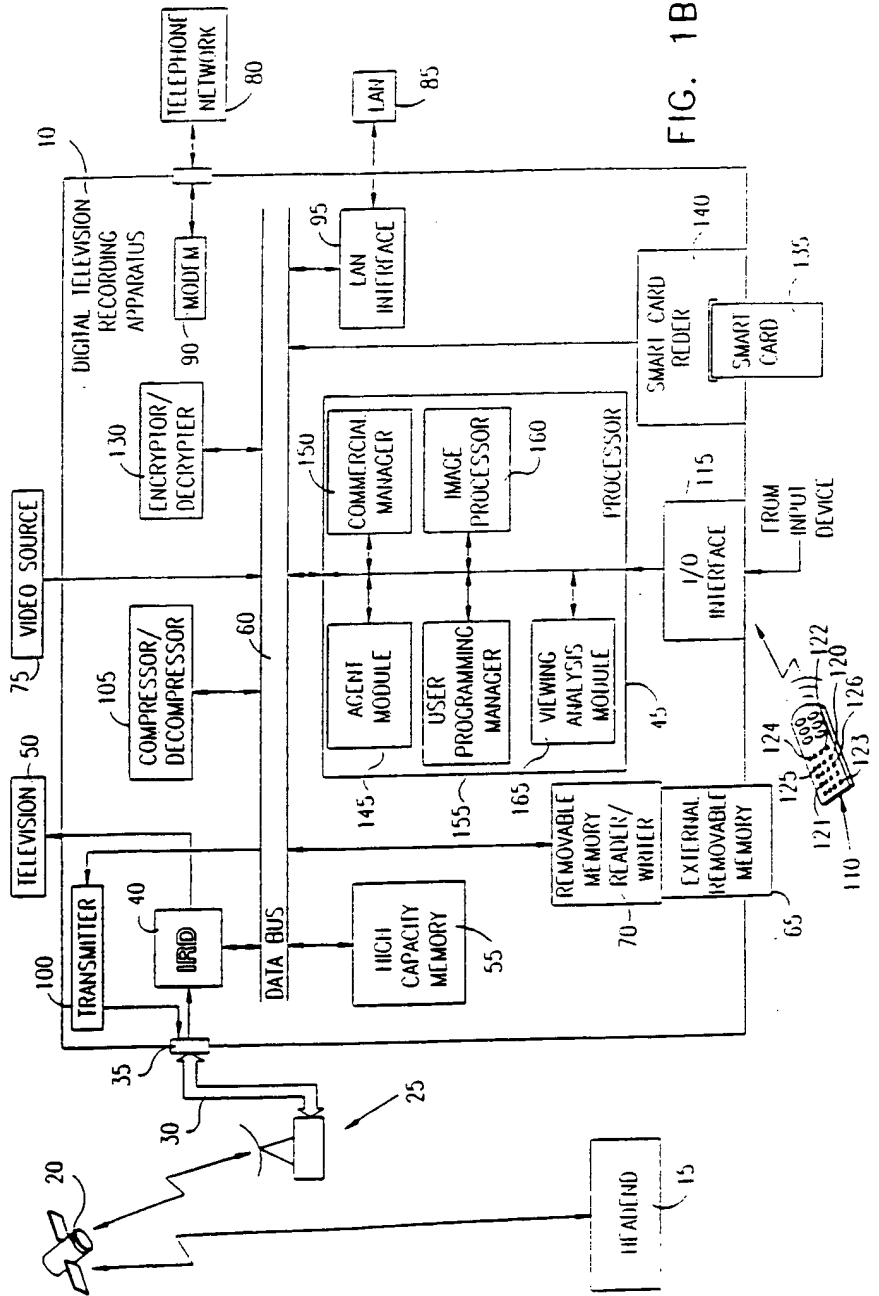 20
HEADEND
15
25
30
35
100
TRANSMITTER
40
IRD
TELEVISION
50
75
VIDEO SOURCE
DIGITAL TELEVISION
RECORDING
APPARATUS
10
105
COMPRESSOR/
DECOMPRESSOR
130
ENCRYPTOR/
DECRYPTER
90
MODEM
TELEPHONE
NETWORK
80
DATA BUS
60
HIGH
CAPACITY
MEMORY
55
LAN
INTERFACE
95
LAN
85
AGENT
MODULE
145
COMMERCIAL
MANAGER
150
USER
PROGRAMMING
MANAGER
155
IMAGE
PROCESSOR
160
VIEWING
ANALYSIS
MODULE
165
PROCESSOR
45
REMOVABLE
MEMORY
READER/
WRITER
70
EXTERNAL
REMOVABLE
MEMORY
65
I/O
INTERFACE
115
FROM
INPUT
DEVICE
SMART CARD
REDER
140
SMART
CARD
135
110
121
125
124
122
120
126
123
FIG. 1B